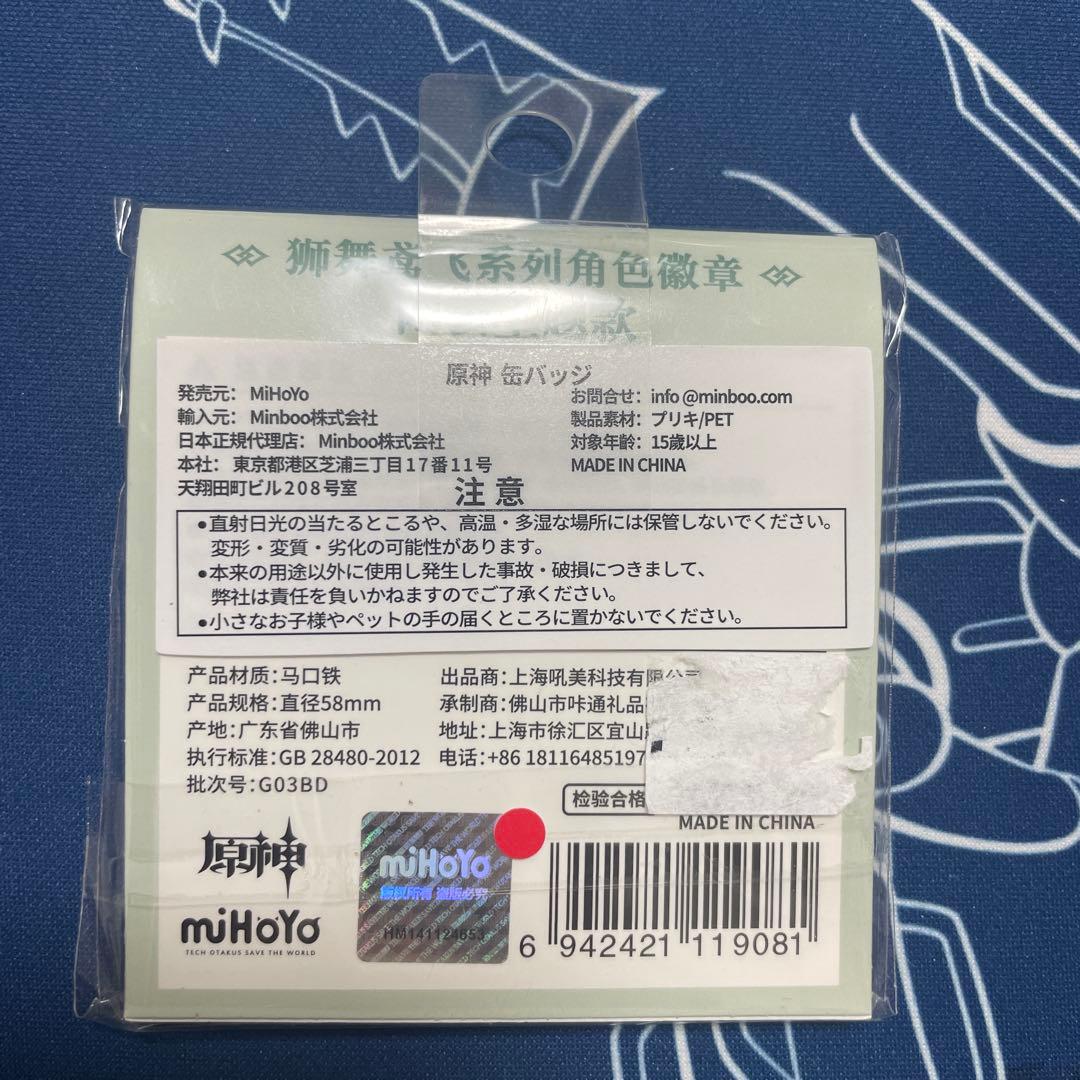 狮舞鸢飞系列角色徽章
款
原神 缶バッジ
発売元： MiHoYo
輸入元： Minboo株式会社
日本正規代理店： Minboo株式会社
本社： 東京都港区芝浦三丁目17番11号
天翔田町ビル208号室
お問合せ： info @minboo.com
製品素材： プリキ/PET
対象年齢： 15歳以上
MADE IN CHINA
注意
●直射日光の当たるところや、高温・多湿な場所には保管しないでください。
変形・変質・劣化の可能性があります。
●本来の用途以外に使用し発生した事故・破損につきまして、
弊社は責任を負いかねますのでご了承ください。
●小さなお子様やペットの手の届くところに置かないでください。
产品材质：马口铁
产品规格：直径58mm
产地：广东省佛山市
执行标准：GB 28480-2012
批次号：G03BD
出品商：上海吼美科技有限公司
承制商：佛山市咔通礼品
地址：上海市徐汇区宜山
电话：+86 18116485197
检验合格
MADE IN CHINA
原神
miHoYo
TECH OTAKUS SAVE THE WORLD
miHoYo
版权所有 盗版必究
6 942421 119081